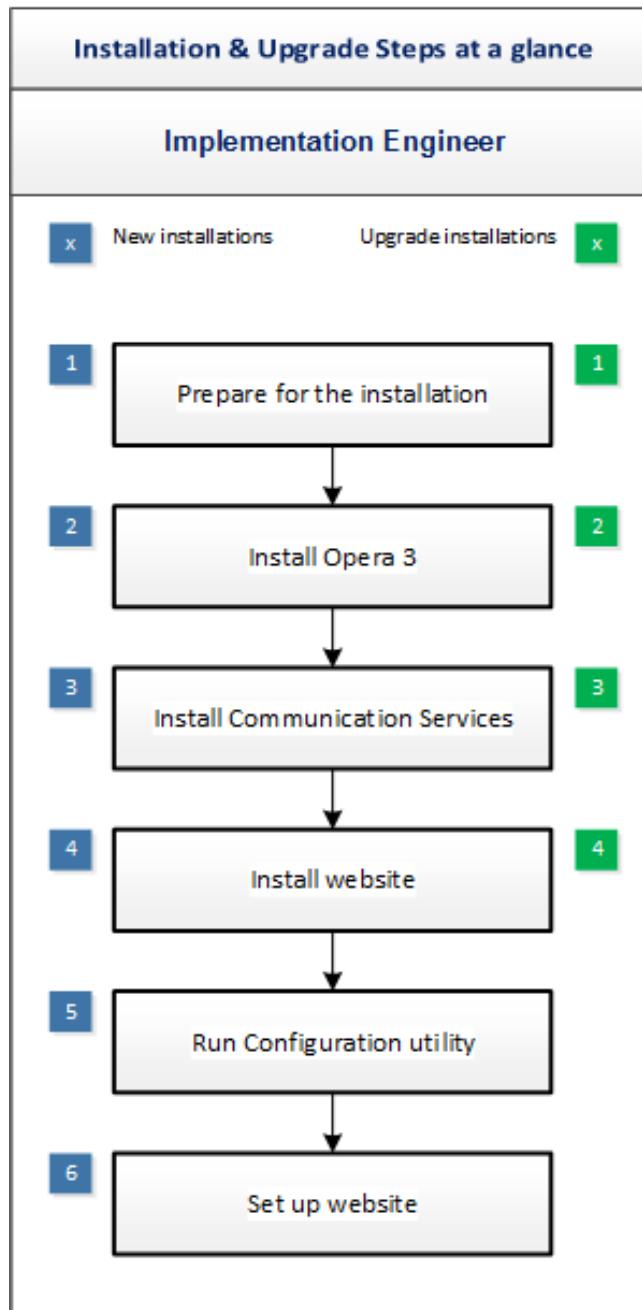 Installation & Upgrade Steps at a glance
Implementation Engineer
x New installations Upgrade installations x
1 Prepare for the installation 1
2 Install Opera 3 2
3 Install Communication Services 3
4 Install website 4
5 Run Configuration utility
6 Set up website